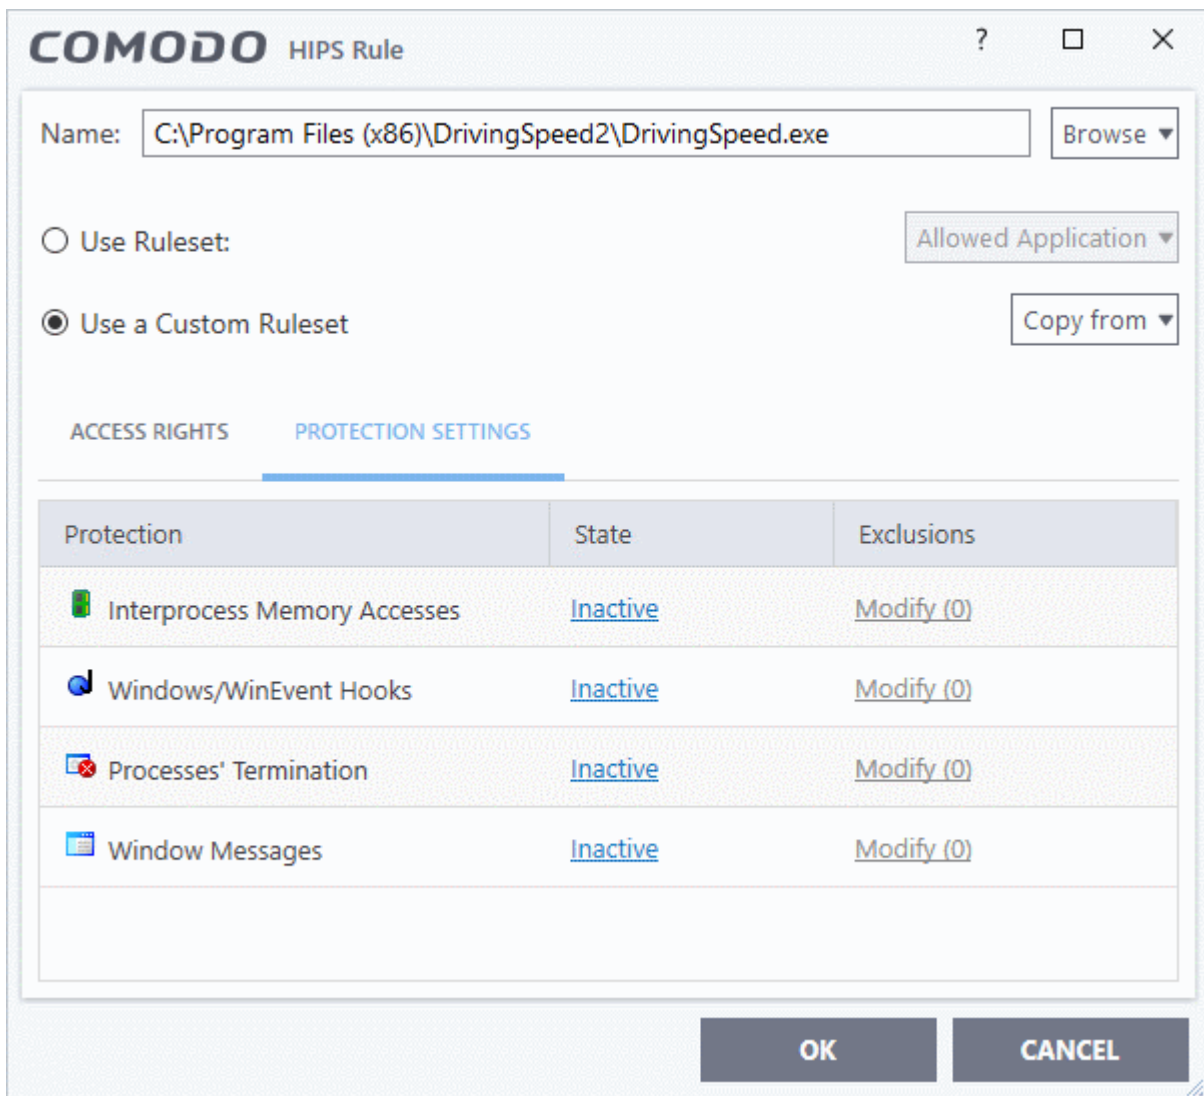 COMODO HIPS Rule ?
Name: C:\Program Files (x86)\DrivingSpeed2\DrivingSpeed.exe Browse
Use Ruleset: Allowed Application
Use a Custom Ruleset Copy from
ACCESS RIGHTS PROTECTION SETTINGS
Protection State Exclusions
Interprocess Memory Accesses Inactive Modify (0)
Windows/WinEvent Hooks Inactive Modify (0)
Processes' Termination Inactive Modify (0)
Window Messages Inactive Modify (0)
OK CANCEL